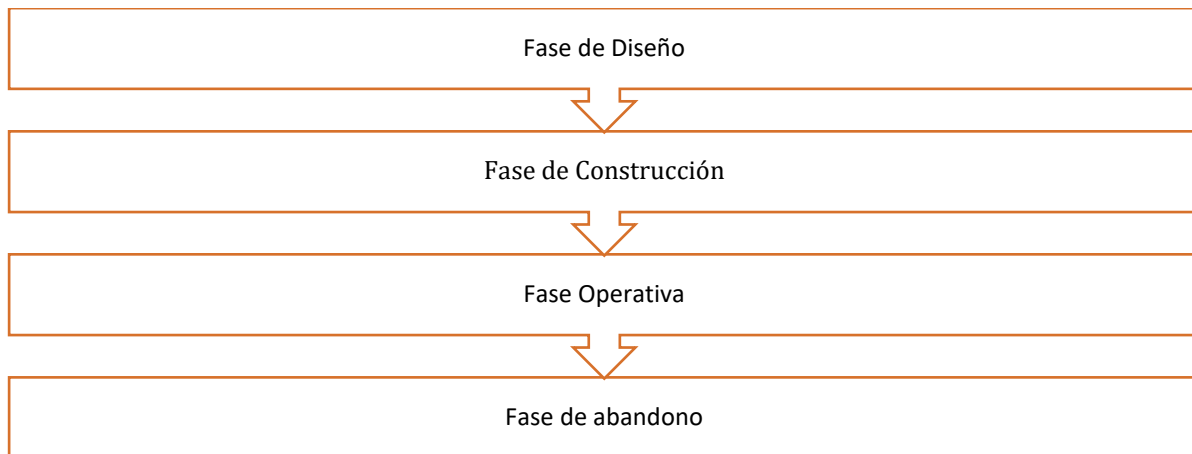 Fase de Diseño
Fase de Construcción
Fase Operativa
Fase de abandono